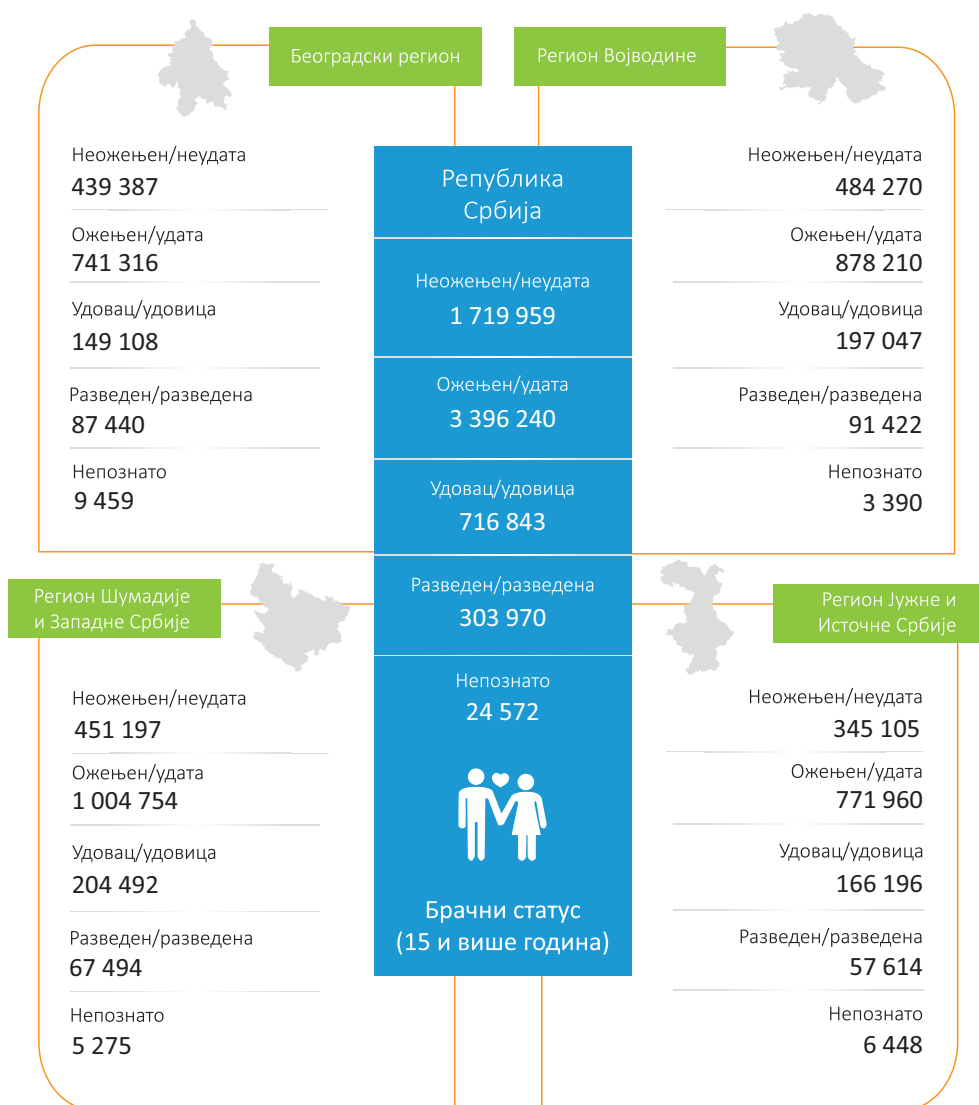 Београдски регион
Неожењен/неудата
439 387
Ожењен/удата
741 316
Удовац/удовица
149 108
Разведен/разведена
87 440
Непознато
9 459
Регион Војводине
Неожењен/неудата
484 270
Ожењен/удата
878 210
Удовац/удовица
197 047
Разведен/разведена
91 422
Непознато
3 390
Република
Србија
Неожењен/неудата
1 719 959
Ожењен/удата
3 396 240
Удовац/удовица
716 843
Разведен/разведена
303 970
Непознато
24 572
Брачни статус
(15 и више година)
Регион Шумадије
и Западне Србије
Неожењен/неудата
451 197
Ожењен/удата
1 004 754
Удовац/удовица
204 492
Разведен/разведена
67 494
Непознато
5 275
Регион Јужне и
Источне Србије
Неожењен/неудата
345 105
Ожењен/удата
771 960
Удовац/удовица
166 196
Разведен/разведена
57 614
Непознато
6 448